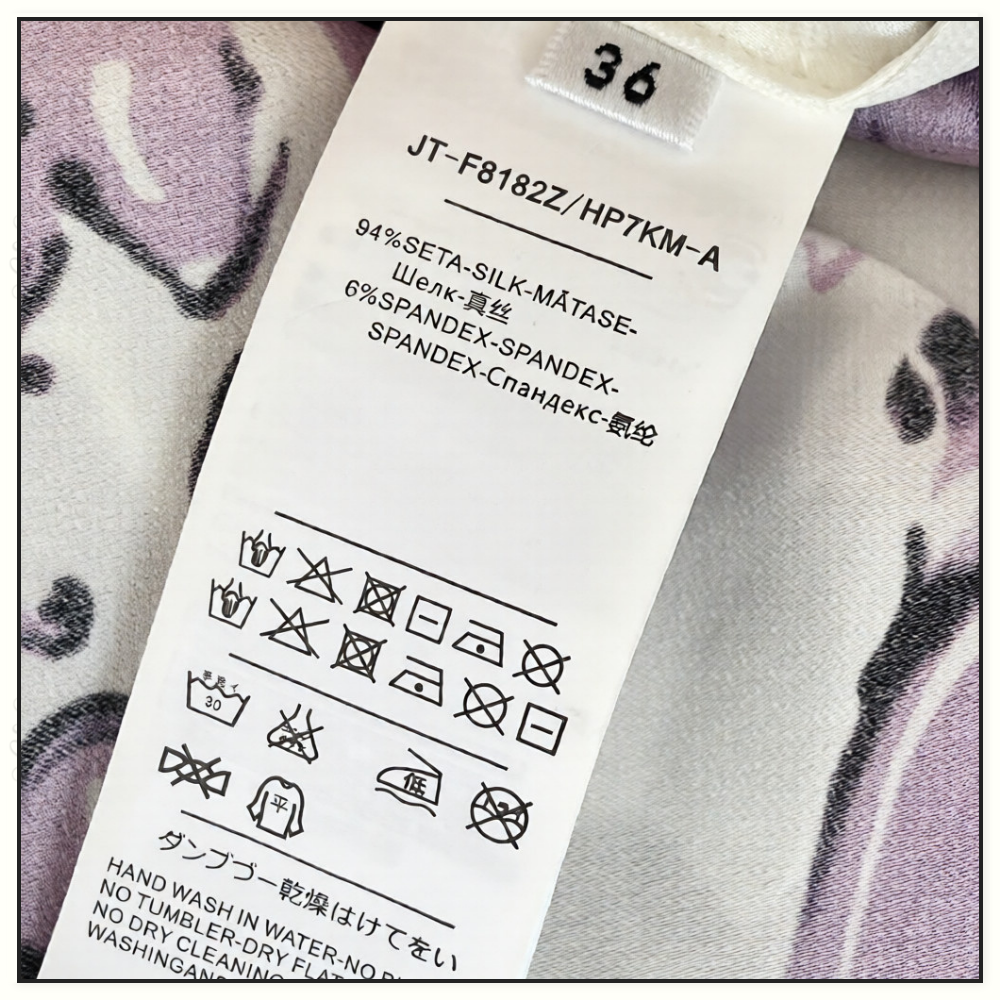 36
JT-F8182Z/HP7KM-A
94%SETA-SILK-MĀTASE-
Шелк-真丝
6%SPANDEX-SPANDEX-
SPANDEX-Спандекс-氨纶
30
低
平
ダンブづー乾燥はけてをい
HAND WASH IN WATER-NO
NO TUMBLER-DRY FLAT
NO DRY CLEANING